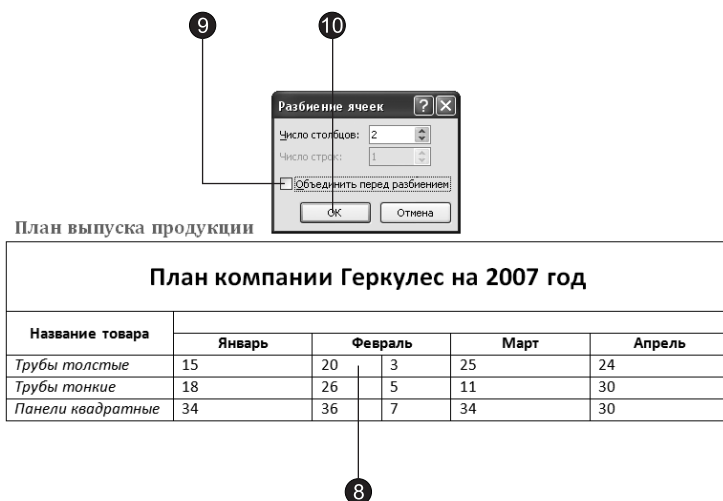 9 10
Разбиение ячеек
Число столбцов: 2
Число строк: 1
Объединить перед разбиением
ОК Отмена
План выпуска продукции
План компании Геркулес на 2007 год
Название товара Январь Февраль Март Апрель
Трубы толстые 15 20 3 25 24
Трубы тонкие 18 26 5 11 30
Панели квадратные 34 36 7 34 30
8